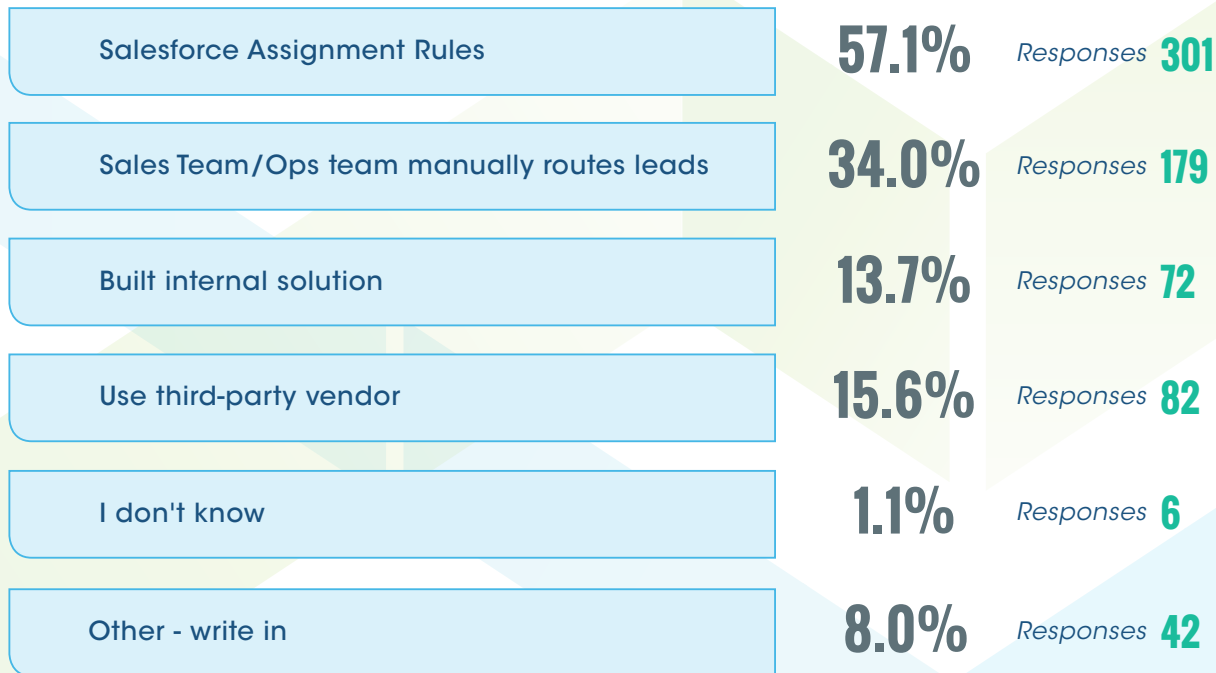 Salesforce Assignment Rules 57.1% Responses 301
Sales Team/Ops team manually routes leads 34.0% Responses 179
Built internal solution 13.7% Responses 72
Use third-party vendor 15.6% Responses 82
I don't know 1.1% Responses 6
Other - write in 8.0% Responses 42